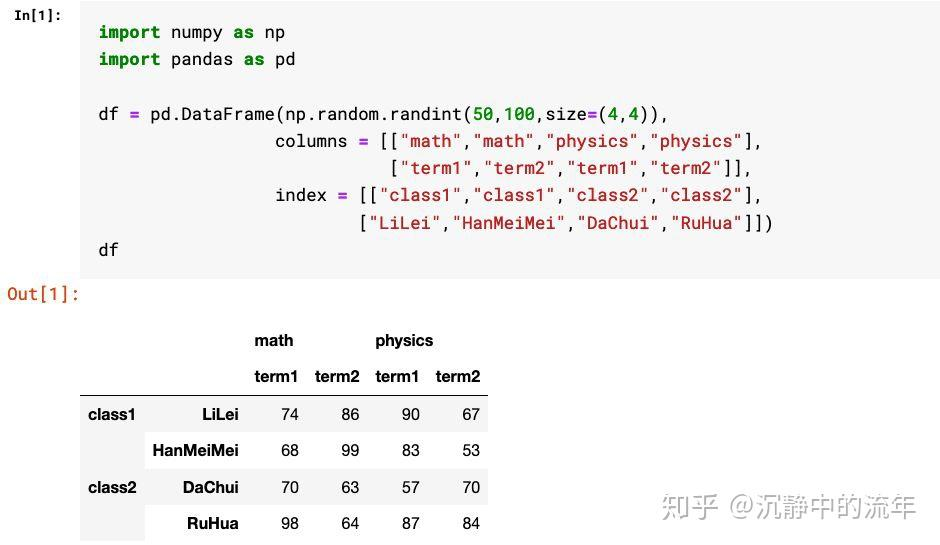 In[1]:
import numpy as np
import pandas as pd
df = pd.DataFrame(np.random.randint(50,100,size=(4,4)),
columns = [["math","math","physics","physics"],
["term1","term2","term1","term2"]],
index = [["class1","class1","class2","class2"],
["LiLei","HanMeiMei","DaChui","RuHua"]])
df
Out[1]:
math physics
term1 term2 term1 term2
class1 LiLei 74 86 90 67
HanMeiMei 68 99 83 53
class2 DaChui 70 63 57 70
RuHua 98 64 87 84
知乎 @沉静中的流年